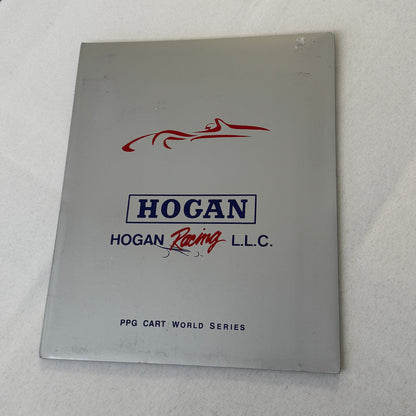 HOGAN
HOGAN Racing L.L.C.
PPG CART WORLD SERIES